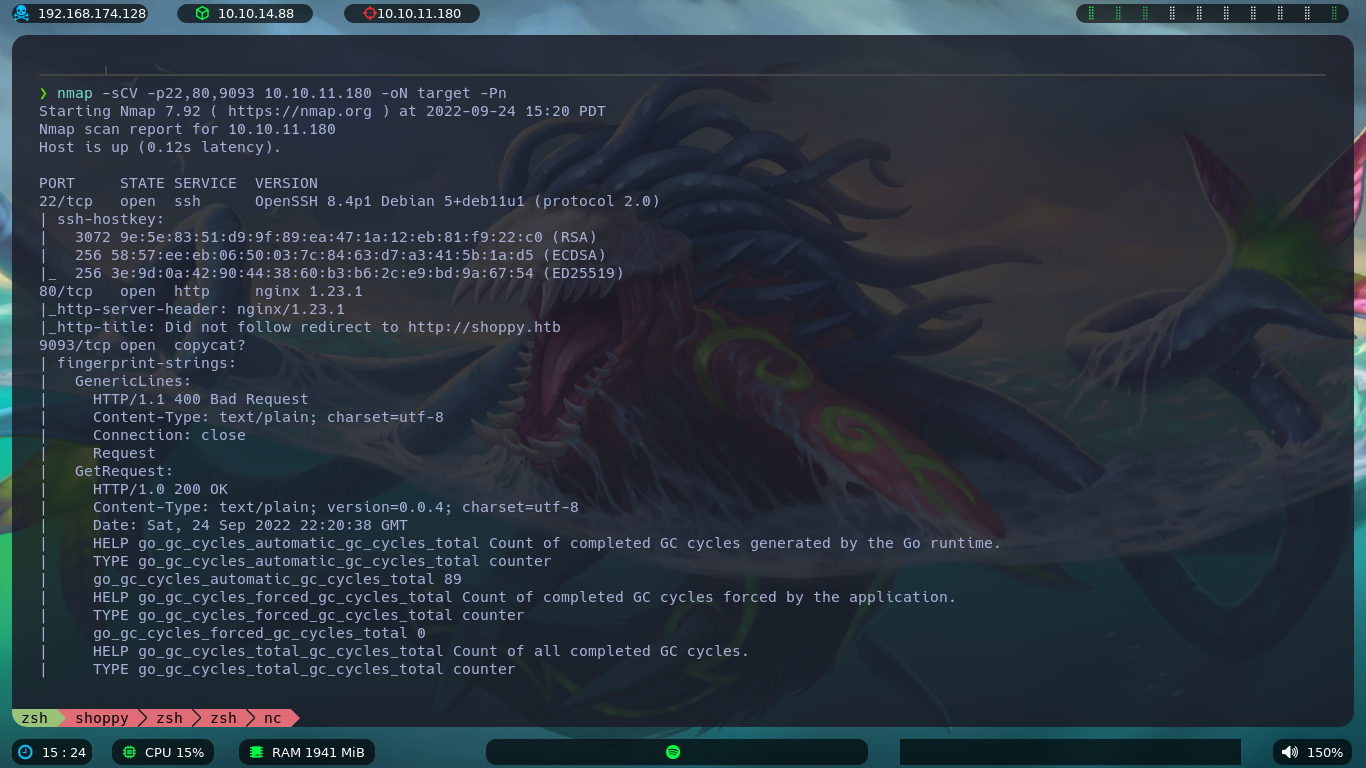 192.168.174.128
10.10.14.88
10.10.11.180
❯ nmap -sCV -p22,80,9093 10.10.11.180 -oN target -Pn
Starting Nmap 7.92 ( https://nmap.org ) at 2022-09-24 15:20 PDT
Nmap scan report for 10.10.11.180
Host is up (0.12s latency).
PORT     STATE SERVICE  VERSION
22/tcp   open  ssh      OpenSSH 8.4p1 Debian 5+deb11u1 (protocol 2.0)
| ssh-hostkey:
|   3072 9e:5e:83:51:d9:9f:89:ea:47:1a:12:eb:81:f9:22:c0 (RSA)
|   256 58:57:ee:eb:06:50:03:7c:84:63:d7:a3:41:5b:1a:d5 (ECDSA)
|_  256 3e:9d:0a:42:90:44:38:60:b3:b6:2c:e9:bd:9a:67:54 (ED25519)
80/tcp   open  http     nginx 1.23.1
|_http-server-header: nginx/1.23.1
|_http-title: Did not follow redirect to http://shoppy.htb
9093/tcp open  copycat?
| fingerprint-strings:
|   GenericLines:
|     HTTP/1.1 400 Bad Request
|     Content-Type: text/plain; charset=utf-8
|     Connection: close
|     Request
|   GetRequest:
|     HTTP/1.0 200 OK
|     Content-Type: text/plain; version=0.0.4; charset=utf-8
|     Date: Sat, 24 Sep 2022 22:20:38 GMT
|     HELP go_gc_cycles_automatic_gc_cycles_total Count of completed GC cycles generated by the Go runtime.
|     TYPE go_gc_cycles_automatic_gc_cycles_total counter
|     go_gc_cycles_automatic_gc_cycles_total 89
|     HELP go_gc_cycles_forced_gc_cycles_total Count of completed GC cycles forced by the application.
|     TYPE go_gc_cycles_forced_gc_cycles_total counter
|     go_gc_cycles_forced_gc_cycles_total 0
|     HELP go_gc_cycles_total_gc_cycles_total Count of all completed GC cycles.
|     TYPE go_gc_cycles_total_gc_cycles_total counter
zsh shoppy zsh zsh nc
15 : 24
CPU 15%
RAM 1941 MiB
150%